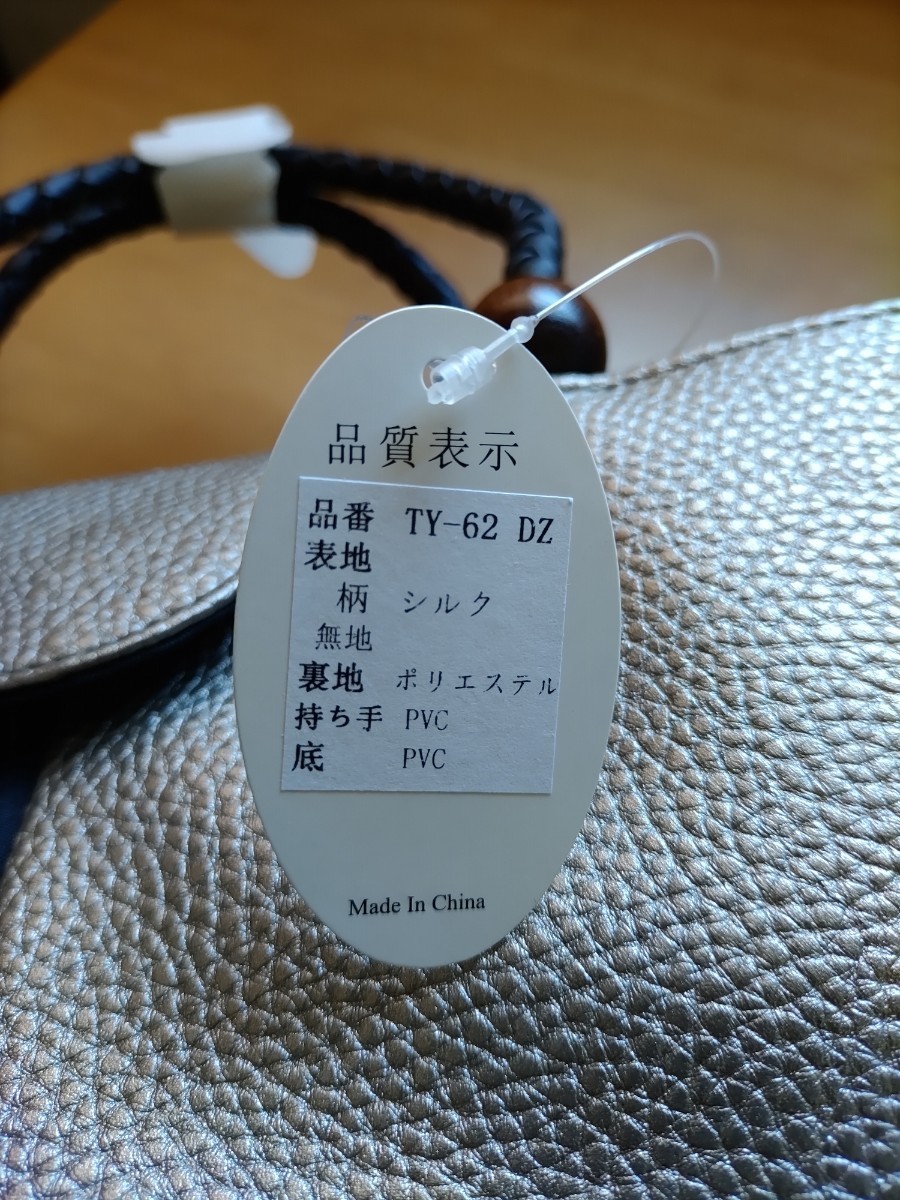 品質表示
品番 TY-62 DZ
表地
柄 シルク
無地
裏地 ポリエステル
持ち手 PVC
底 PVC
Made In China